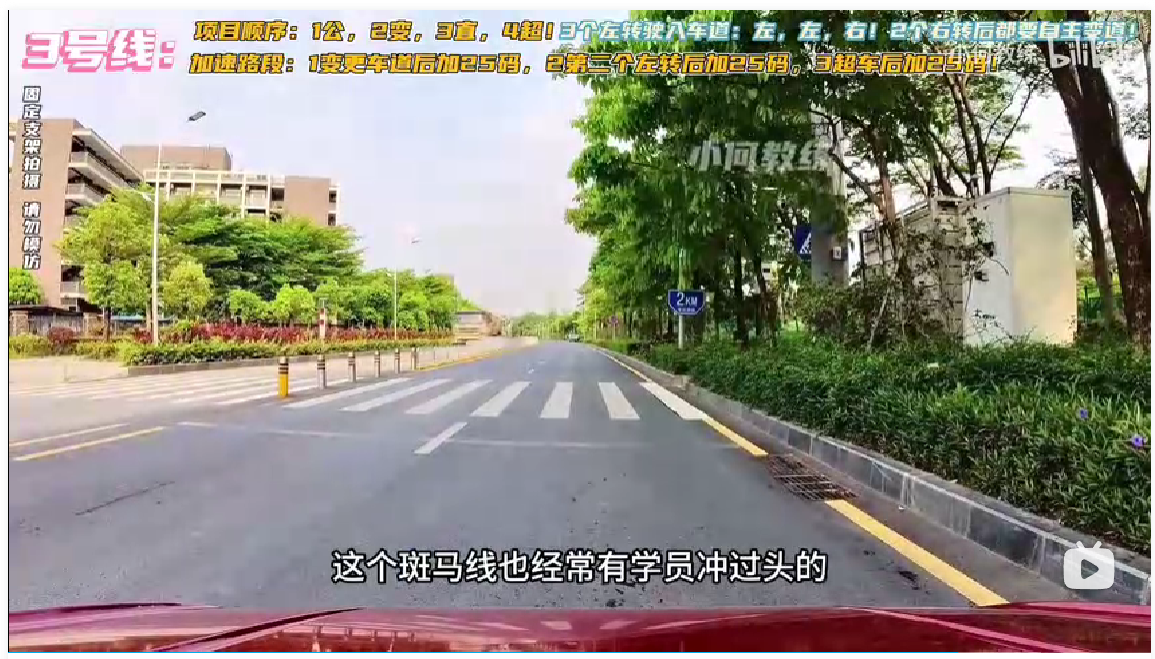 3号线：
项目顺序：1公，2变，3直，4超！3个左转驶入车道：左，左，右！2个右转后都要自主变道！
加速路段：1变更车道后加25码，2第二个左转后加25码，3超车后加25码！
bilibili
固定支架拍摄 请勿模仿
小何教练
2KM
这个斑马线也经常有学员冲过头的